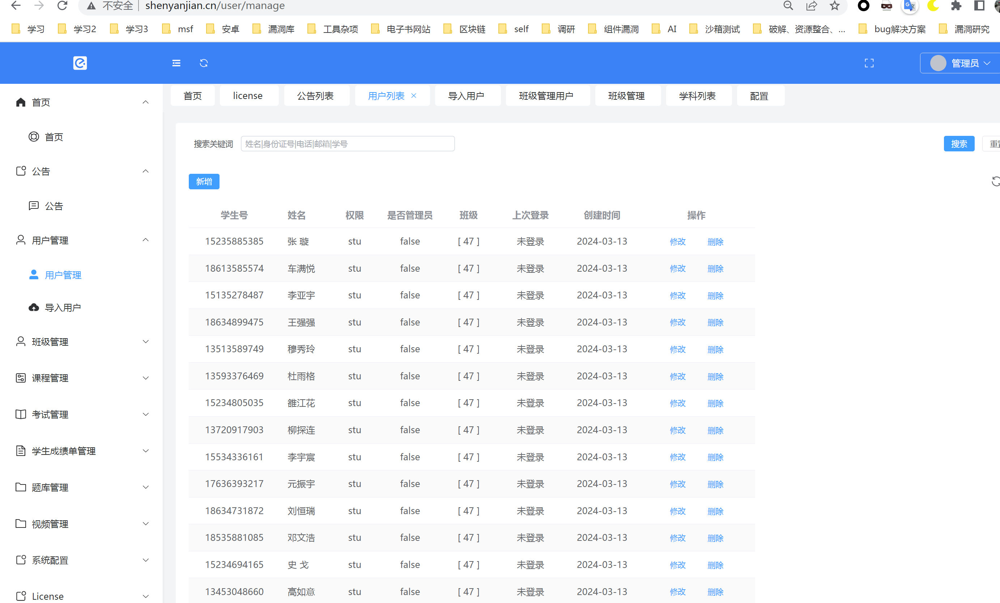 不安全 shenyanjian.cn/user/manage
学习 学习2 学习3 msf 安卓 漏洞库 工具杂项 电子书网站 区块链 self 调研 组件漏洞 AI 沙箱测试 破解、资源整合、... bug解决方案 漏洞研究
管理员
首页 license 公告列表 用户列表 导入用户 班级管理用户 班级管理 学科列表 配置
首页
首页
公告
公告
用户管理
用户管理
导入用户
班级管理
课程管理
考试管理
学生成绩单管理
题库管理
视频管理
系统配置
License
搜索关键词 姓名|身份证号|电话|邮箱|学号 搜索
新增
学生号 姓名 权限 是否管理员 班级 上次登录 创建时间 操作
15235885385 张 璇 stu false [ 47 ] 未登录 2024-03-13 修改 删除
18613585574 车满悦 stu false [ 47 ] 未登录 2024-03-13 修改 删除
15135278487 李亚宇 stu false [ 47 ] 未登录 2024-03-13 修改 删除
18634899475 王强强 stu false [ 47 ] 未登录 2024-03-13 修改 删除
13513589749 穆秀玲 stu false [ 47 ] 未登录 2024-03-13 修改 删除
13593376469 杜雨格 stu false [ 47 ] 未登录 2024-03-13 修改 删除
15234805035 雒江花 stu false [ 47 ] 未登录 2024-03-13 修改 删除
13720917903 柳探连 stu false [ 47 ] 未登录 2024-03-13 修改 删除
15534336161 李宇宸 stu false [ 47 ] 未登录 2024-03-13 修改 删除
17636393217 元振宇 stu false [ 47 ] 未登录 2024-03-13 修改 删除
18634731872 刘恒瑞 stu false [ 47 ] 未登录 2024-03-13 修改 删除
18535881085 邓文浩 stu false [ 47 ] 未登录 2024-03-13 修改 删除
15234694165 史 戈 stu false [ 47 ] 未登录 2024-03-13 修改 删除
13453048660 高如意 stu false [ 47 ] 未登录 2024-03-13 修改 删除